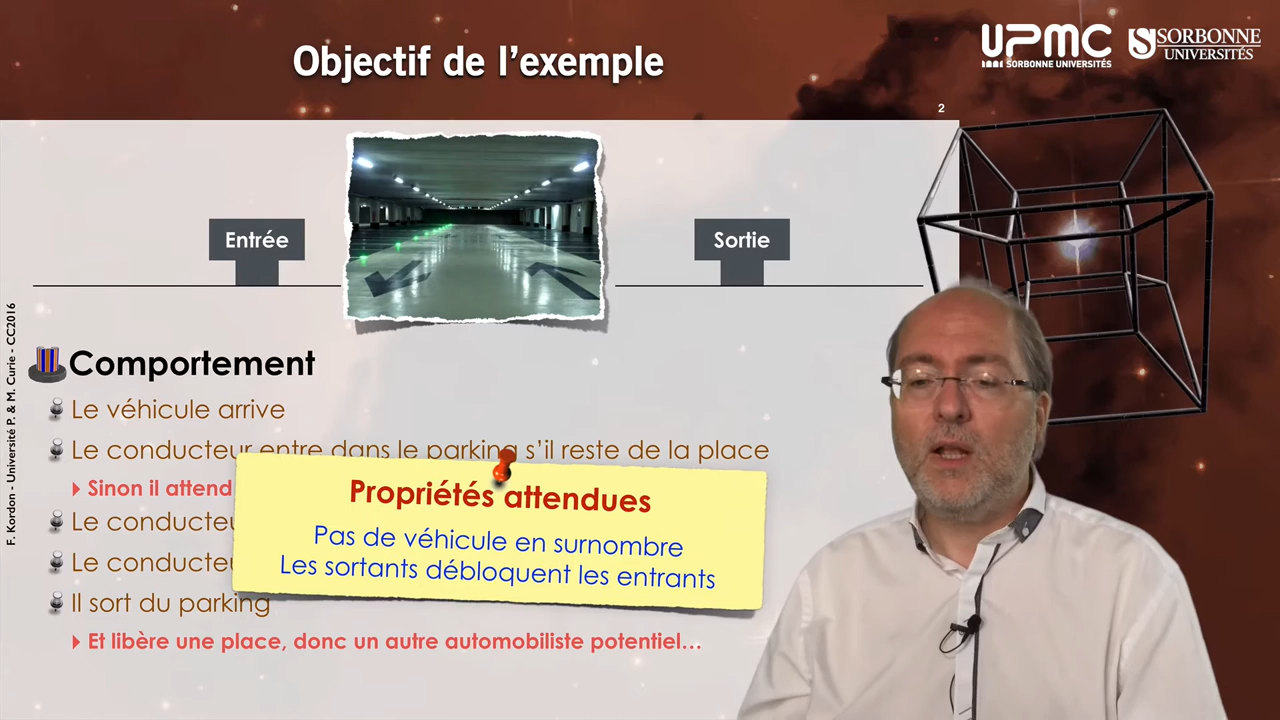 Objectif de l'exemple
UPMC
SORBONNE UNIVERSITÉS
SORBONNE
UNIVERSITÉS
2
Entrée
Sortie
Comportement
Le véhicule arrive
Le conducteur entre dans le parking s'il reste de la place
Sinon il attend
Le conducteu
Le conducteu
Il sort du parking
Et libère une place, donc un autre automobiliste potentiel...
Propriétés attendues
Pas de véhicule en surnombre
Les sortants débloquent les entrants
F. Kordon - Université P. & M. Curie - CC2016